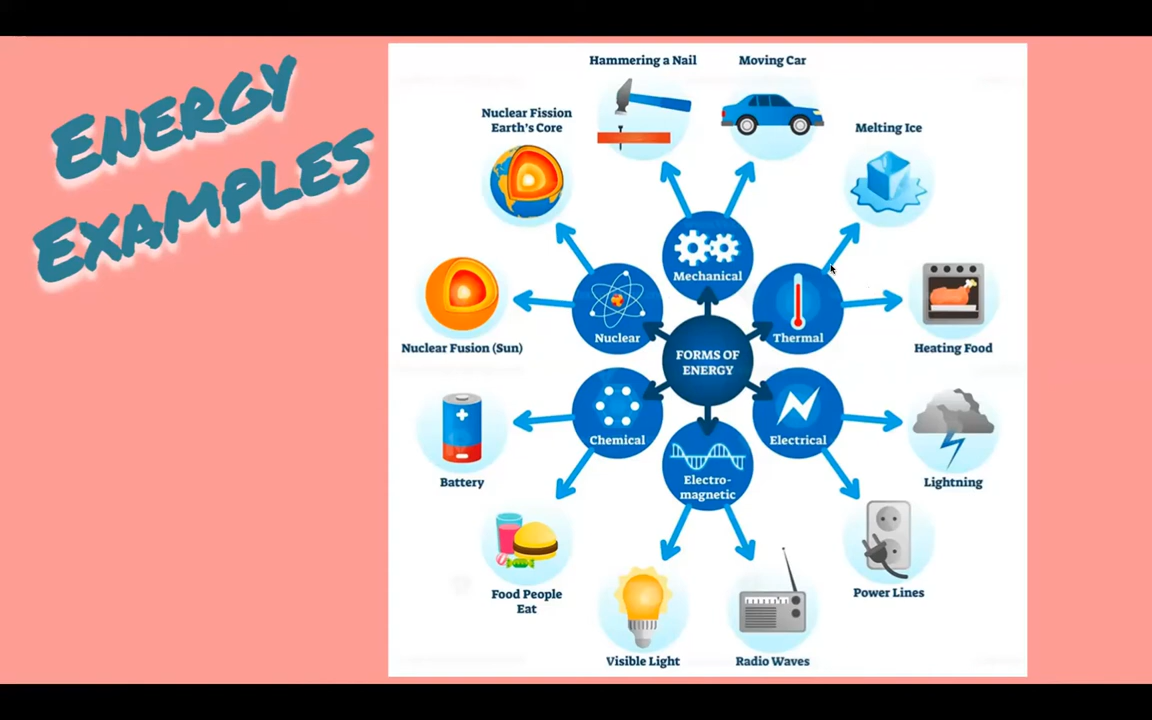 ENERGY
EXAMPLES
Hammering a Nail
Moving Car
Nuclear Fission
Earth's Core
Melting Ice
Mechanical
Nuclear
Thermal
Nuclear Fusion (Sun)
Heating Food
FORMS OF
ENERGY
Chemical
Electrical
Battery
Electro-
magnetic
Lightning
Food People
Eat
Power Lines
Visible Light
Radio Waves